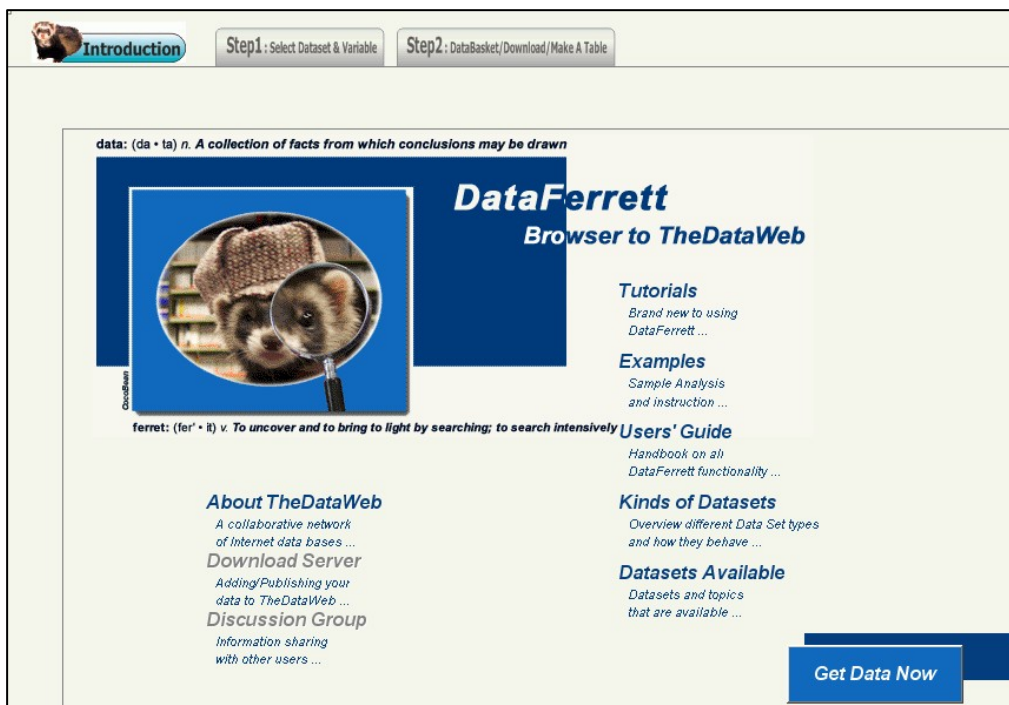 Introduction
Step1 : Select Dataset & Variable
Step2 : DataBasket/Download/Make A Table
data: (da • ta) n. A collection of facts from which conclusions may be drawn
DataFerrett
Browser to TheDataWeb
CocoBean
ferret: (fer' • it) v. To uncover and to bring to light by searching; to search intensively
Tutorials
Brand new to using
DataFerrett ...
Examples
Sample Analysis
and instruction ...
Users' Guide
Handbook on all
DataFerrett functionality ...
Kinds of Datasets
Overview different Data Set types
and how they behave ...
Datasets Available
Datasets and topics
that are available ...
About TheDataWeb
A collaborative network
of Internet data bases ...
Download Server
Adding/Publishing your
data to TheDataWeb ...
Discussion Group
Information sharing
with other users ...
Get Data Now